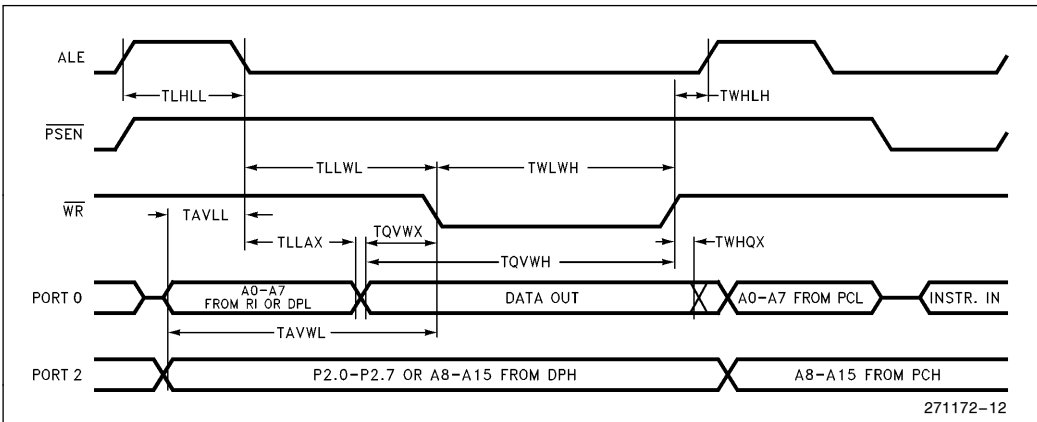 ALE
TLHLL
TWHLH
PSEN
TLLWL
TWLWH
WR
TAVLL
TQVWX
TLLAX
TWHQX
TQVWH
PORT 0
A0-A7
FROM RI OR DPL
DATA OUT
A0-A7 FROM PCL
INSTR. IN
TAVWL
PORT 2
P2.0-P2.7 OR A8-A15 FROM DPH
A8-A15 FROM PCH
271172-12